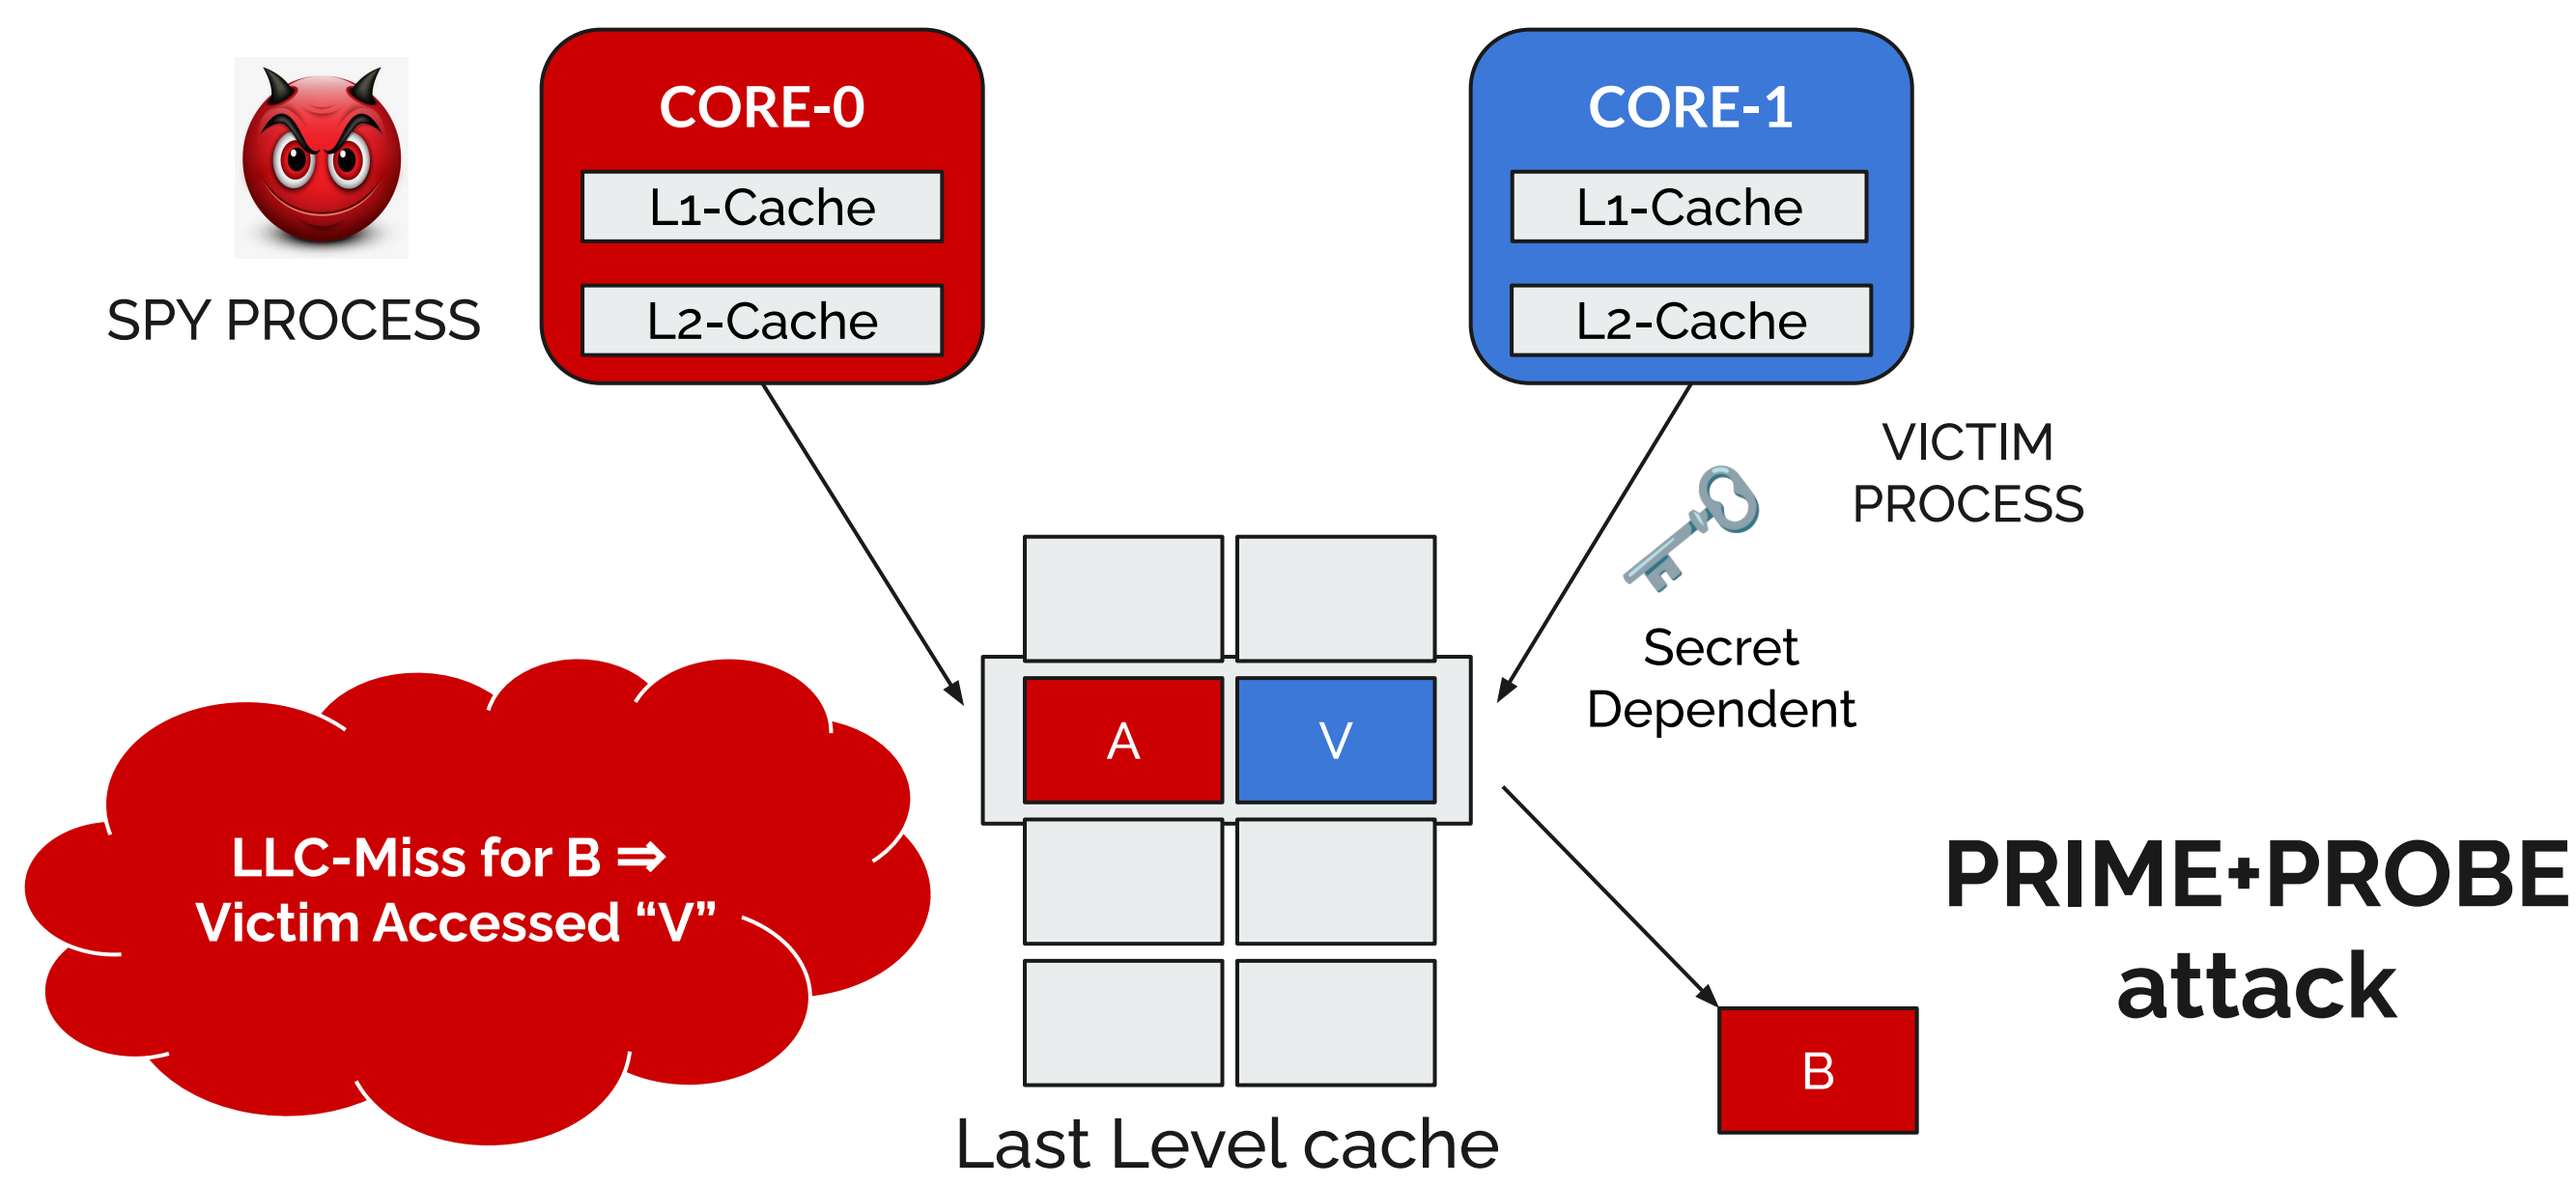 CORE-0
L1-Cache
L2-Cache
SPY PROCESS
CORE-1
L1-Cache
L2-Cache
VICTIM
PROCESS
Secret
Dependent
A
V
LLC-Miss for B ⇒
Victim Accessed “V”
B
PRIME+PROBE
attack
Last Level cache